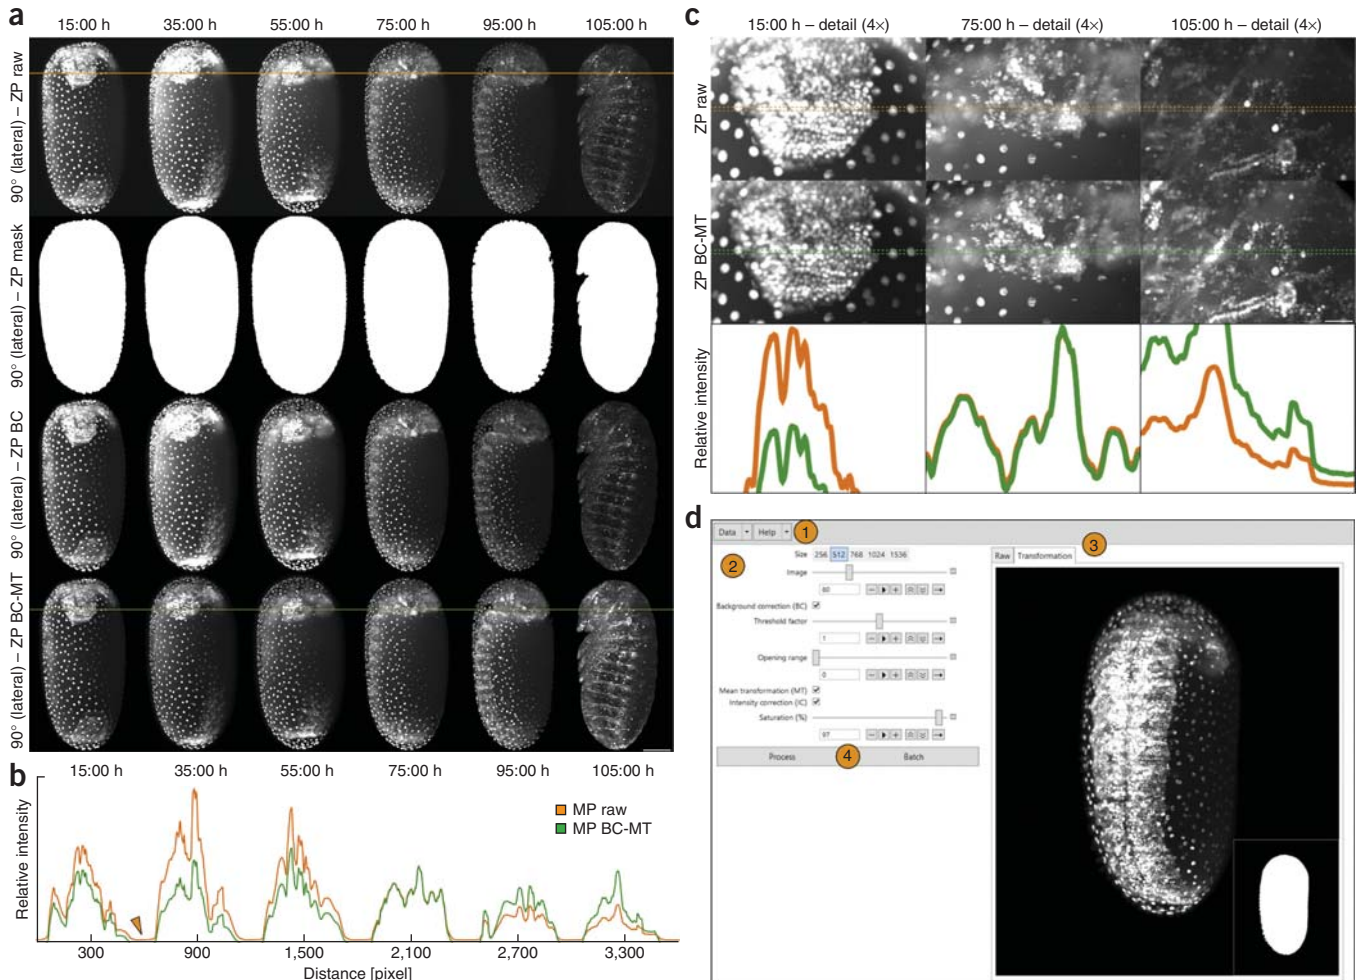 a
15:00 h 35:00 h 55:00 h 75:00 h 95:00 h 105:00 h
90° (lateral) – ZP raw
90° (lateral) – ZP mask
90° (lateral) – ZP BC
90° (lateral) – ZP BC-MT
b
15:00 h 35:00 h 55:00 h 75:00 h 95:00 h 105:00 h
Relative intensity
MP raw
MP BC-MT
300 900 1,500 2,100 2,700 3,300
Distance [pixel]
c
15:00 h – detail (4×) 75:00 h – detail (4×) 105:00 h – detail (4×)
ZP raw
ZP BC-MT
Relative intensity
d
Data Help 1
2
Size 256 512 768 1024 1536
Image
80
Background correction (BC)
Threshold factor
1
Opening range
0
Mean transformation (MT)
Intensity correction (IC)
Saturation (%)
97
Process 4 Batch
3
Raw Transformation